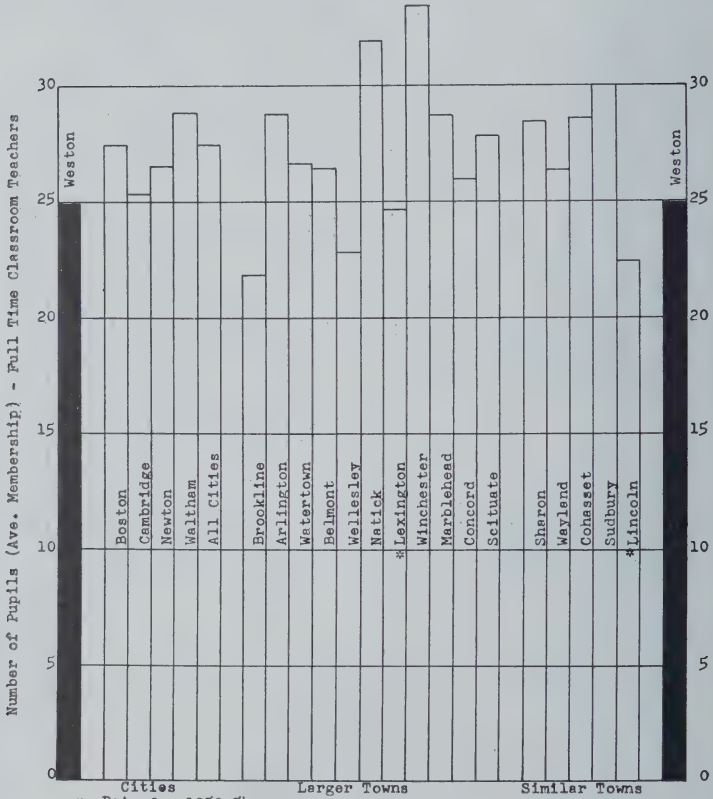 Number of Pupils (Ave. Membership) - Full Time Classroom Teachers
30
25
20
15
10
5
0
Weston
Boston
Cambridge
Newton
Waltham
All Cities
Brookline
Arlington
Watertown
Belmont
Wellesley
Natick
*Lexington
Winchester
Marblehead
Concord
Scituate
Sharon
Wayland
Cohasset
Sudbury
*Lincoln
Weston
30
25
20
15
10
5
0
Cities Larger Towns Similar Towns